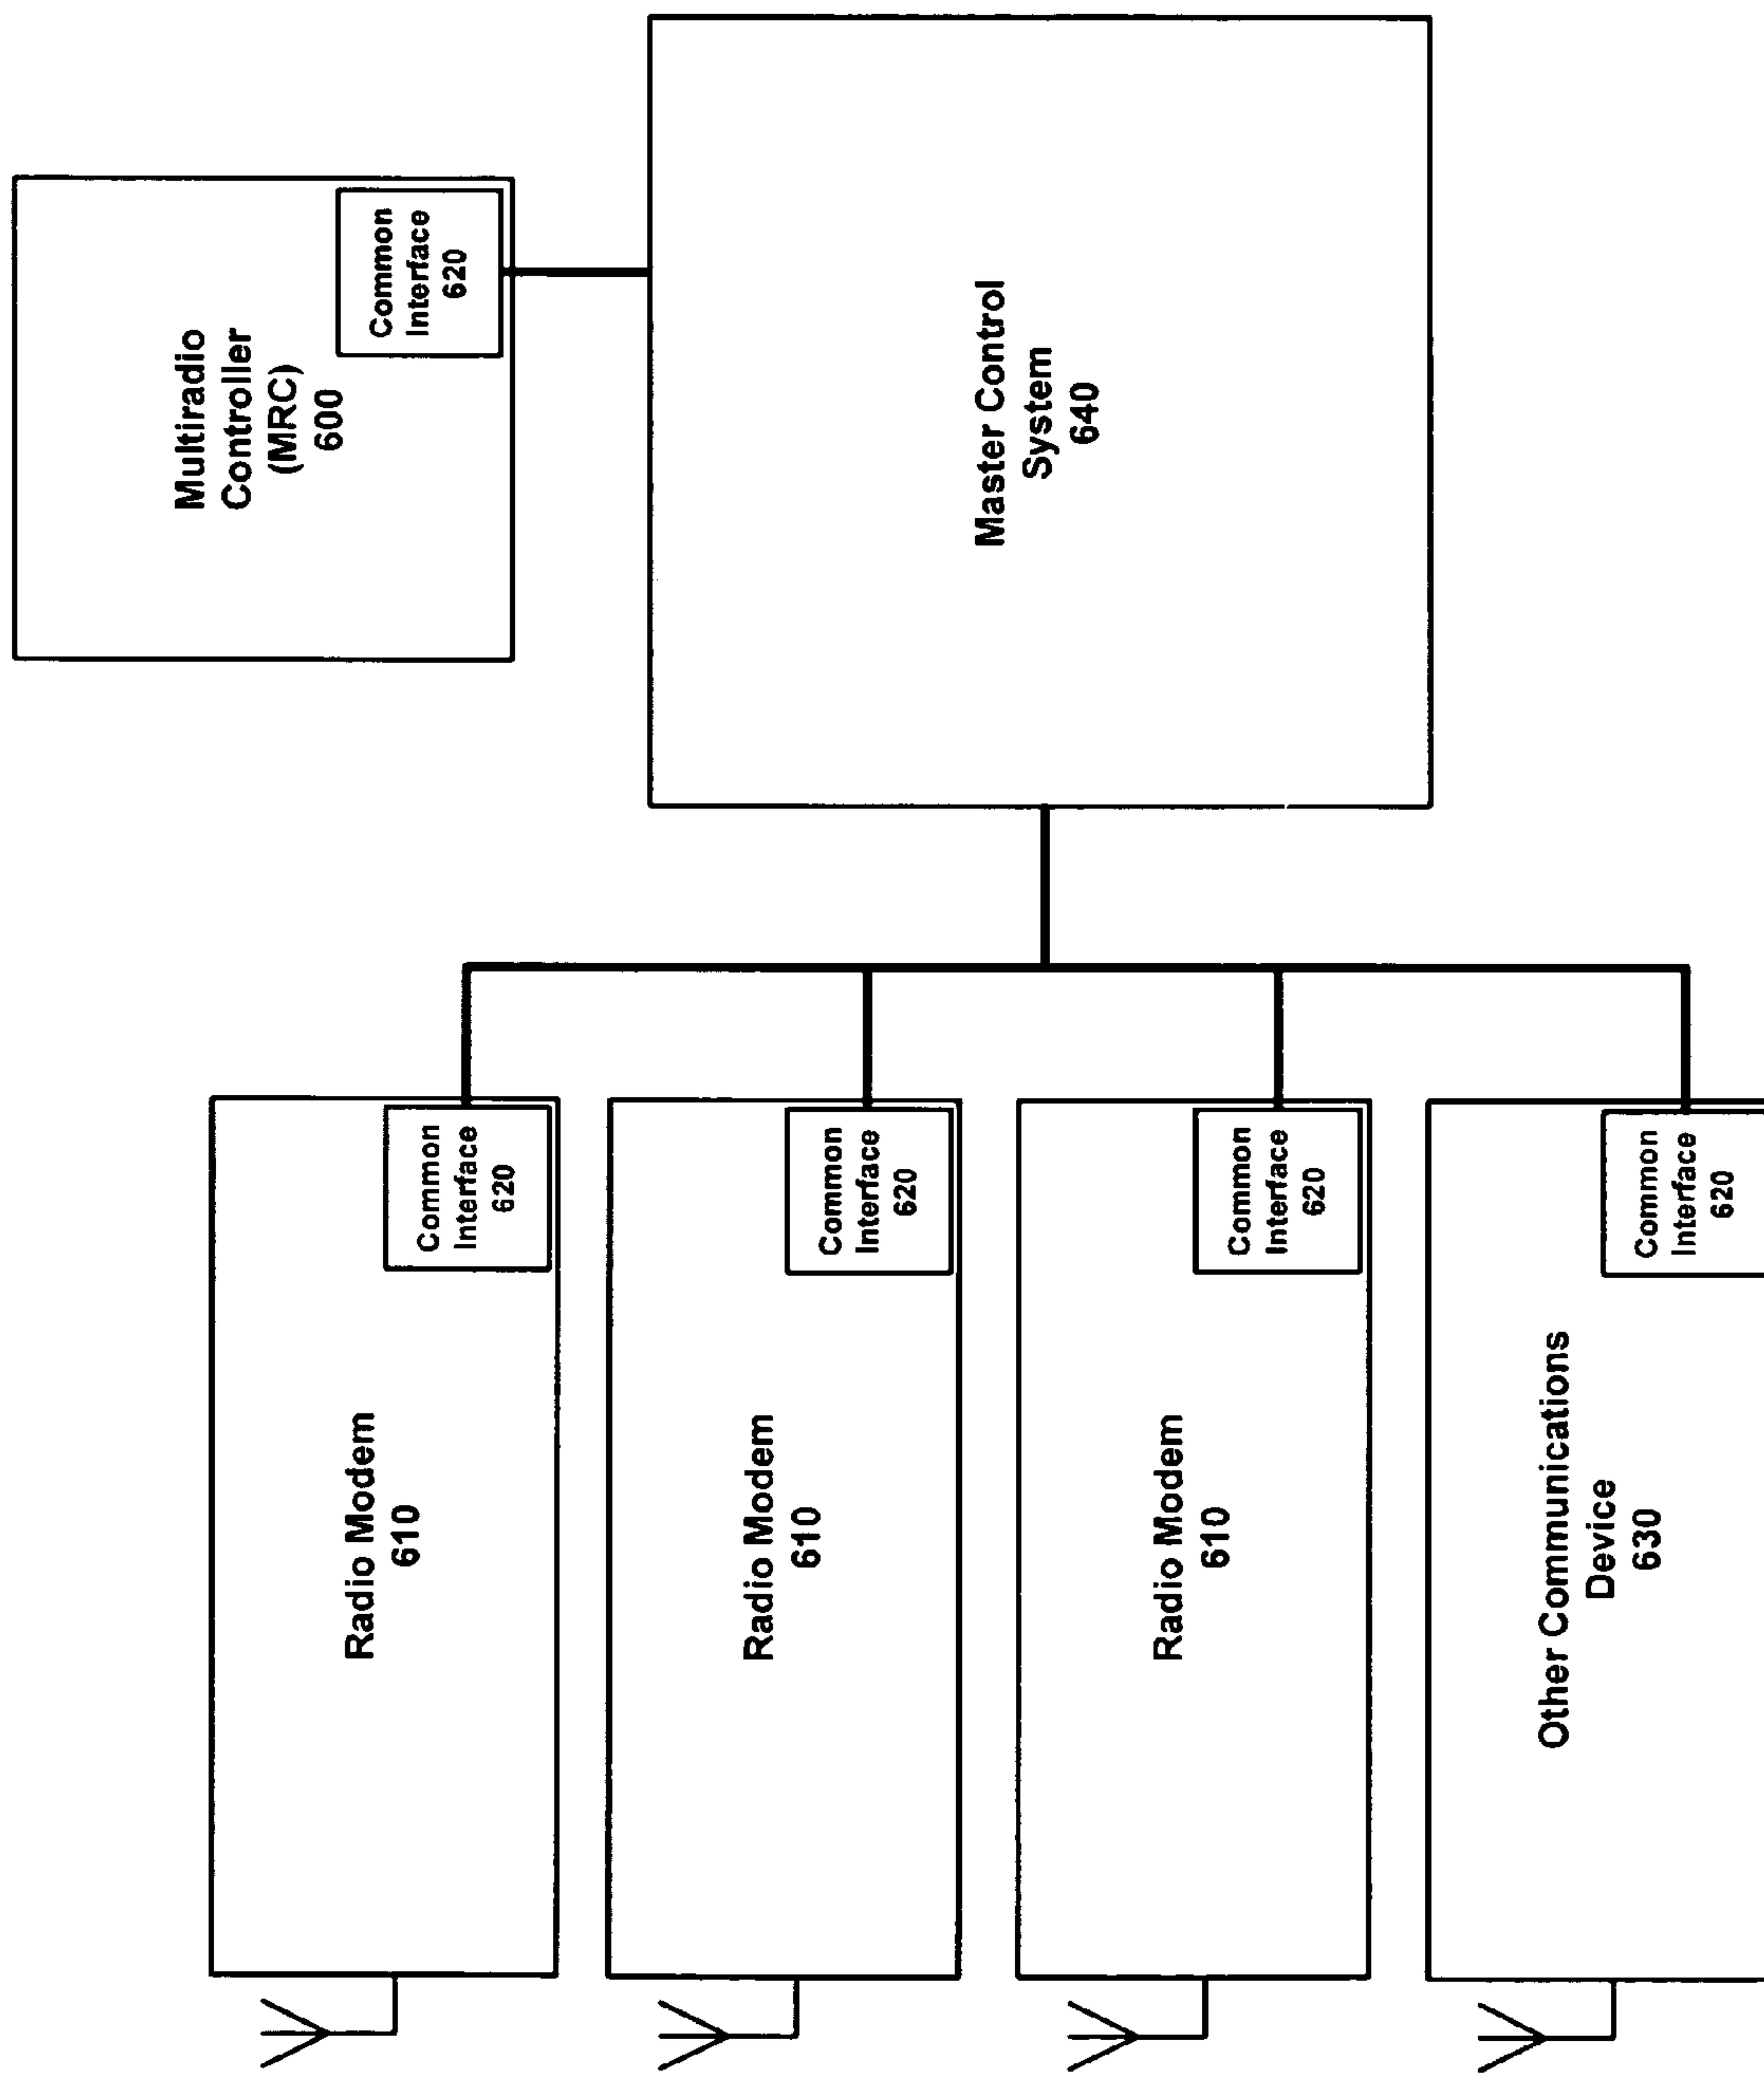 Multiradio
Controller
(MRC)
600
Common
Interface
620
Master Control
System
640
Radio Modem
610
Common
Interface
620
Radio Modem
610
Common
Interface
620
Radio Modem
610
Common
Interface
620
Other Communications
Device
630
Common
Interface
620